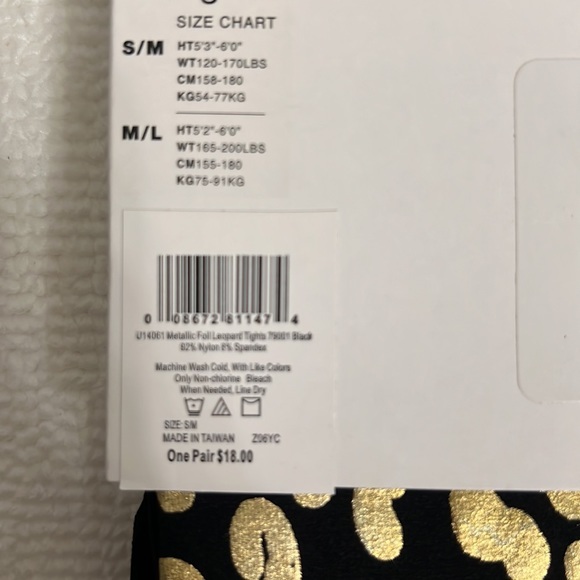 SIZE CHART
S/M HT5'3"-6'0"
WT120-170LBS
CM158-180
KG54-77KG
M/L HT5'2"-6'0"
WT165-200LBS
CM155-180
KG75-91KG
0 08672 81147 4
U14061 Metallic Foil Leopard Tights 79001 Black
92% Nylon 8% Spandex
Machine Wash Cold, With Like Colors
Only Non-chlorine Bleach
When Needed, Line Dry
SIZE: S/M
MADE IN TAIWAN Z06YC
One Pair $18.00